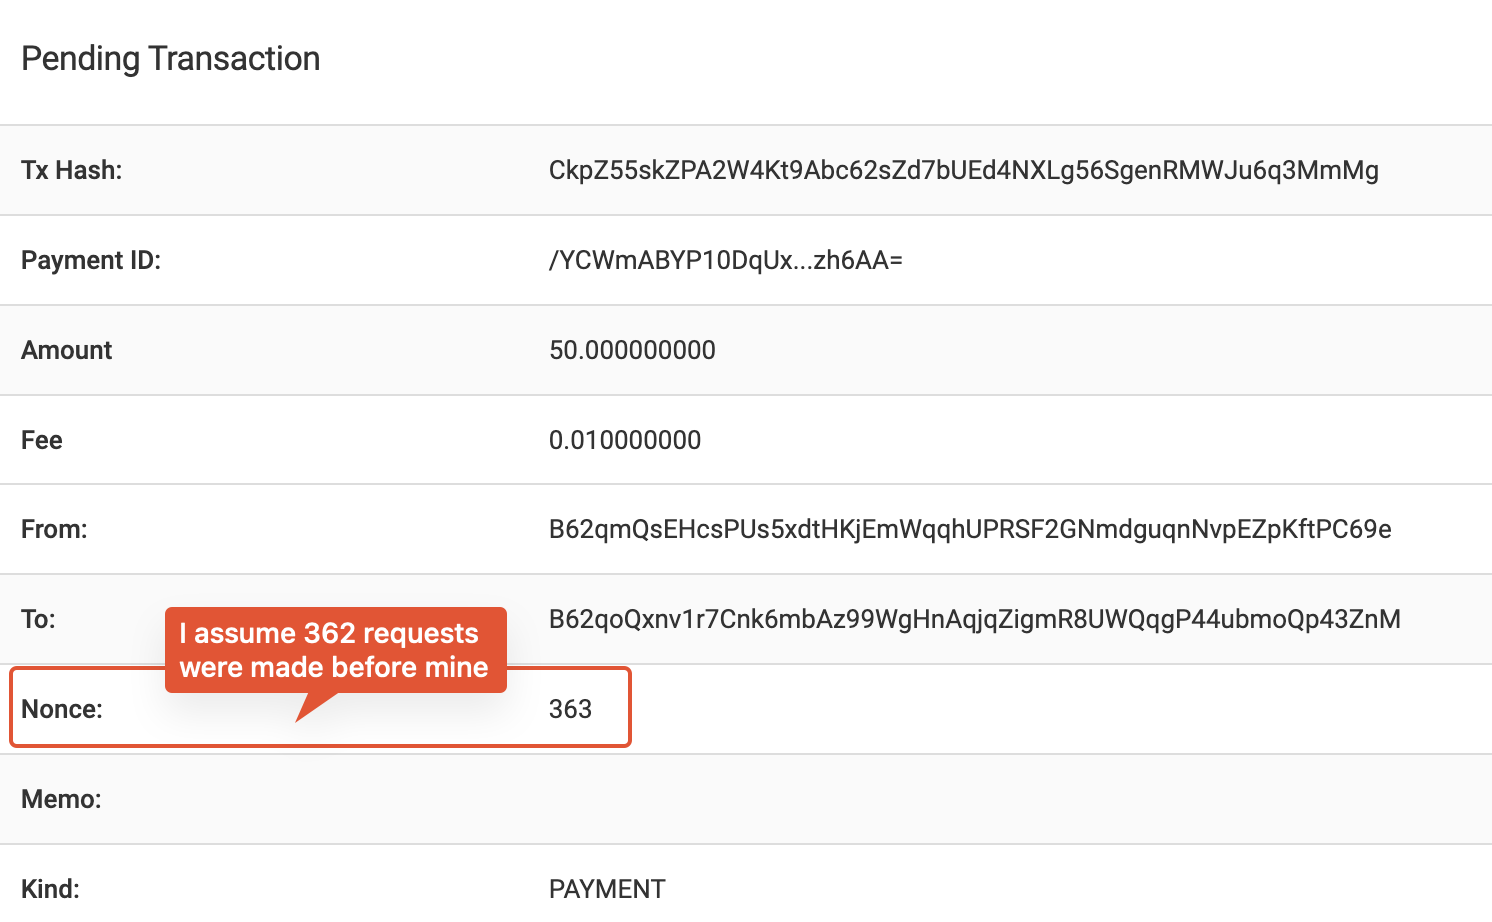 Pending Transaction
Tx Hash: CkpZ55skZPA2W4Kt9Abc62sZd7bUEd4NXLg56SgenRMWJu6q3MmMg
Payment ID: /YCWmABYP10DqUx...zh6AA=
Amount 50.000000000
Fee 0.010000000
From: B62qmQsEHcsPUs5xdtHKjEmWqqhUPRSF2GNmdguqnNvpEZpKftPC69e
To: B62qoQxnv1r7Cnk6mbAz99WgHnAqjqZigmR8UWQqgP44ubmoQp43ZnM
I assume 362 requests
were made before mine
Nonce: 363
Memo:
Kind: PAYMENT